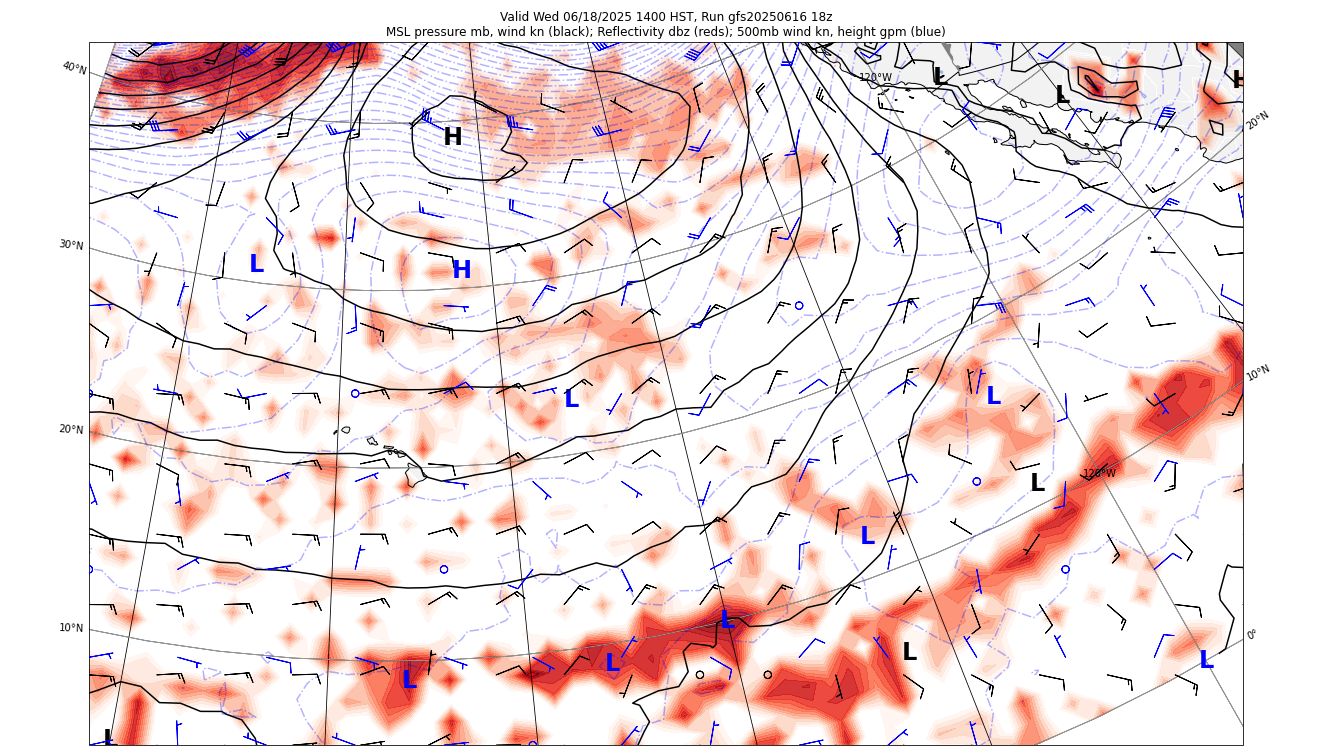 Valid Wed 06/18/2025 1400 HST, Run gfs20250616 18z
MSL pressure mb, wind kn (black); Reflectivity dbz (reds); 500mb wind kn, height gpm (blue)
40°N
120°W
L
L
H
20°N
H
30°N
L
H
10°N
L
L
20°N
120°W
L
L
10°N
L
0°
L
L
L
L
L